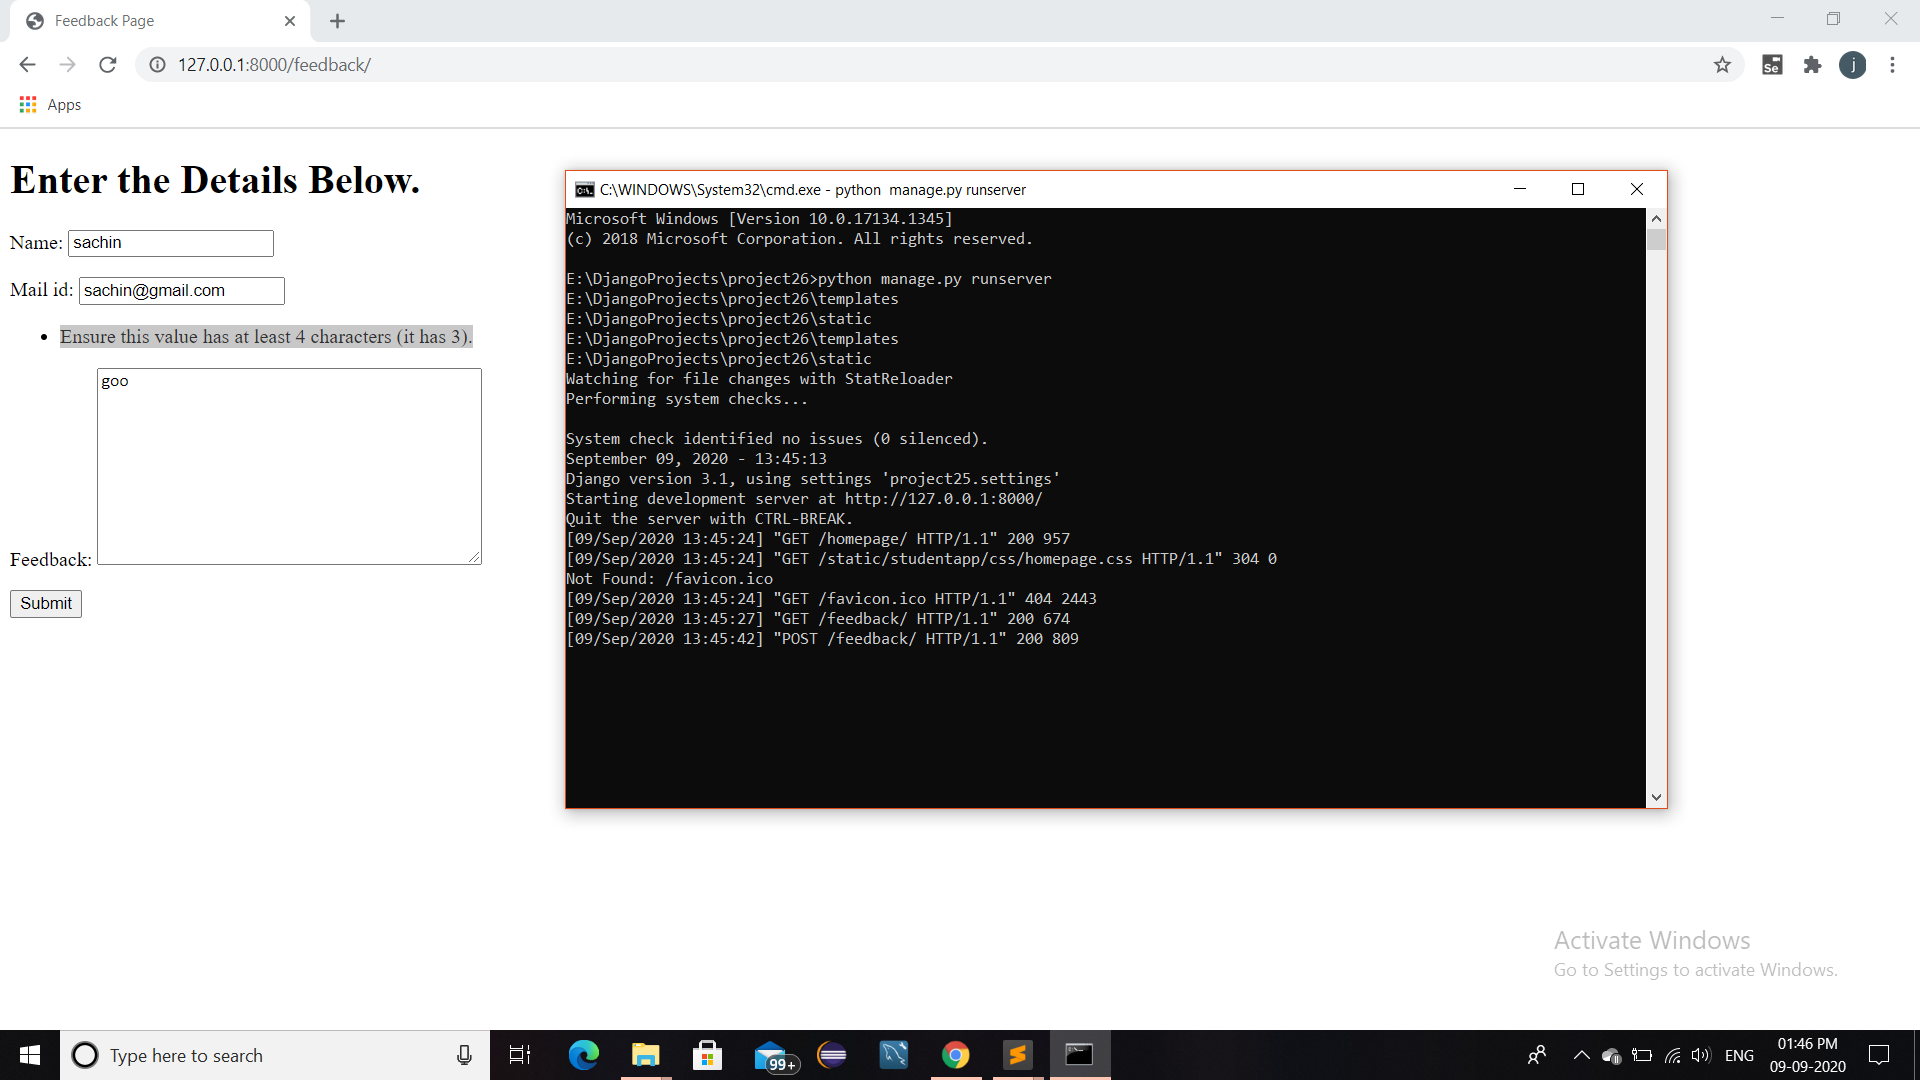 Feedback Page
127.0.0.1:8000/feedback/
Se
j
Apps
Enter the Details Below.
Name: sachin
Mail id: sachin@gmail.com
• Ensure this value has at least 4 characters (it has 3).
goo
Feedback:
Submit
C:\WINDOWS\System32\cmd.exe - python  manage.py runserver
Microsoft Windows [Version 10.0.17134.1345]
(c) 2018 Microsoft Corporation. All rights reserved.
E:\DjangoProjects\project26>python manage.py runserver
E:\DjangoProjects\project26\templates
E:\DjangoProjects\project26\static
E:\DjangoProjects\project26\templates
E:\DjangoProjects\project26\static
Watching for file changes with StatReloader
Performing system checks...
System check identified no issues (0 silenced).
September 09, 2020 - 13:45:13
Django version 3.1, using settings 'project25.settings'
Starting development server at http://127.0.0.1:8000/
Quit the server with CTRL-BREAK.
[09/Sep/2020 13:45:24] "GET /homepage/ HTTP/1.1" 200 957
[09/Sep/2020 13:45:24] "GET /static/studentapp/css/homepage.css HTTP/1.1" 304 0
Not Found: /favicon.ico
[09/Sep/2020 13:45:24] "GET /favicon.ico HTTP/1.1" 404 2443
[09/Sep/2020 13:45:27] "GET /feedback/ HTTP/1.1" 200 674
[09/Sep/2020 13:45:42] "POST /feedback/ HTTP/1.1" 200 809
Activate Windows
Go to Settings to activate Windows.
Type here to search
99+
ENG
01:46 PM
09-09-2020